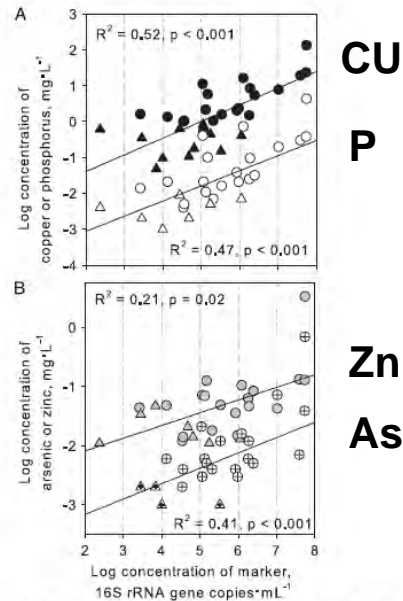 A
R² = 0.52, p < 0.001
CU
P
Log concentration of
copper or phosphorus, mg·L⁻¹
3
2
1
0
-1
-2
-3
-4
R² = 0.47, p < 0.001
B
R² = 0.21, p = 0.02
Zn
As
Log concentration of
arsenic or zinc, mg·L⁻¹
0
-1
-2
-3
R² = 0.41, p < 0.001
2 3 4 5 6 7 8
Log concentration of marker,
16S rRNA gene copies·mL⁻¹